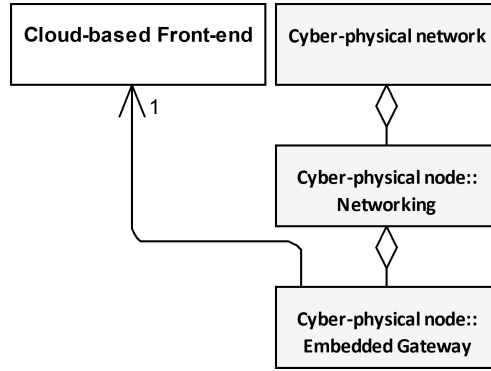 Cloud-based Front-end
Cyber-physical network
1
Cyber-physical node::
Networking
Cyber-physical node::
Embedded Gateway